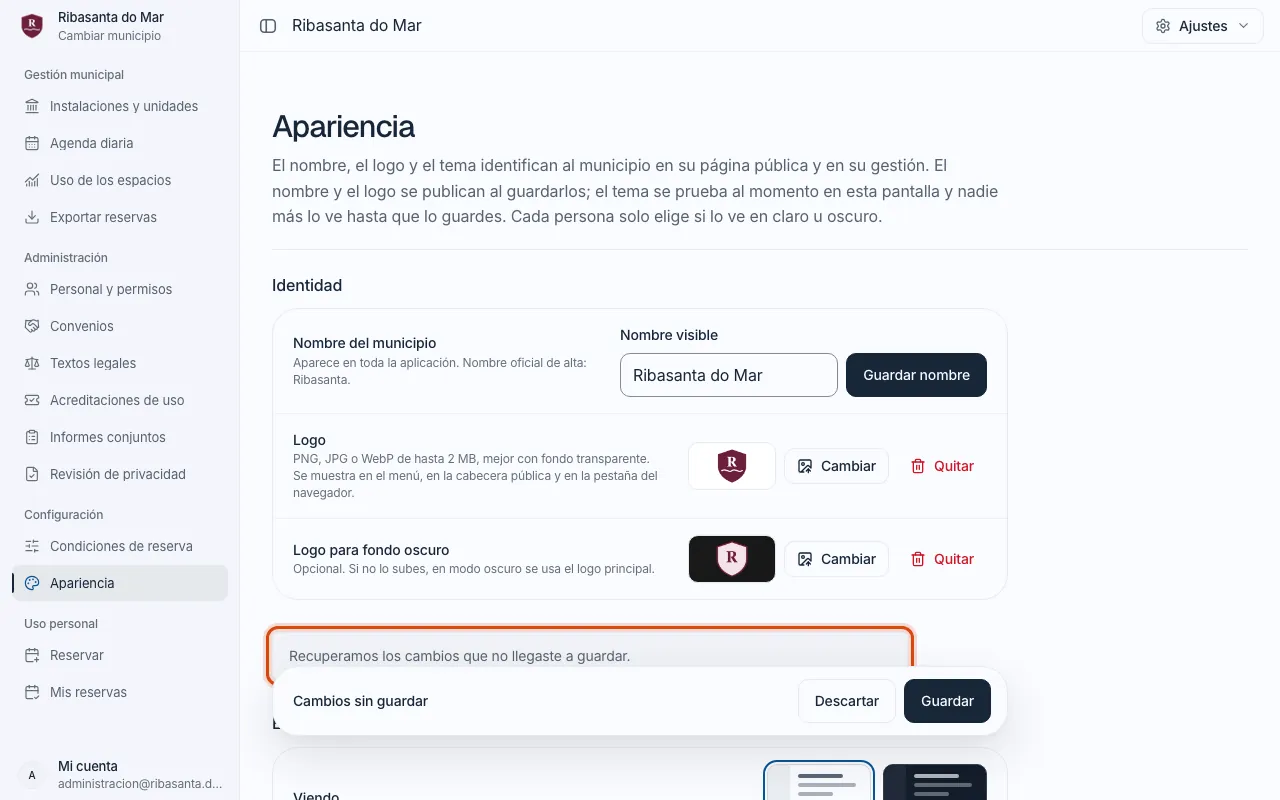 Ribasanta do Mar
Cambiar municipio
Gestión municipal
Instalaciones y unidades
Agenda diaria
Uso de los espacios
Exportar reservas
Administración
Personal y permisos
Convenios
Textos legales
Acreditaciones de uso
Informes conjuntos
Revisión de privacidad
Configuración
Condiciones de reserva
Apariencia
Uso personal
Reservar
Mis reservas
A
Mi cuenta
administracion@ribasanta.d...
Ribasanta do Mar
Ajustes
Apariencia
El nombre, el logo y el tema identifican al municipio en su página pública y en su gestión. El
nombre y el logo se publican al guardarlos; el tema se prueba al momento en esta pantalla y nadie
más lo ve hasta que lo guardes. Cada persona solo elige si lo ve en claro u oscuro.
Identidad
Nombre del municipio
Aparece en toda la aplicación. Nombre oficial de alta:
Ribasanta.
Nombre visible
Ribasanta do Mar
Guardar nombre
Logo
PNG, JPG o WebP de hasta 2 MB, mejor con fondo transparente.
Se muestra en el menú, en la cabecera pública y en la pestaña del
navegador.
R
Cambiar
Quitar
Logo para fondo oscuro
Opcional. Si no lo subes, en modo oscuro se usa el logo principal.
R
Cambiar
Quitar
Recuperamos los cambios que no llegaste a guardar.
Cambios sin guardar
Descartar
Guardar
Viendo